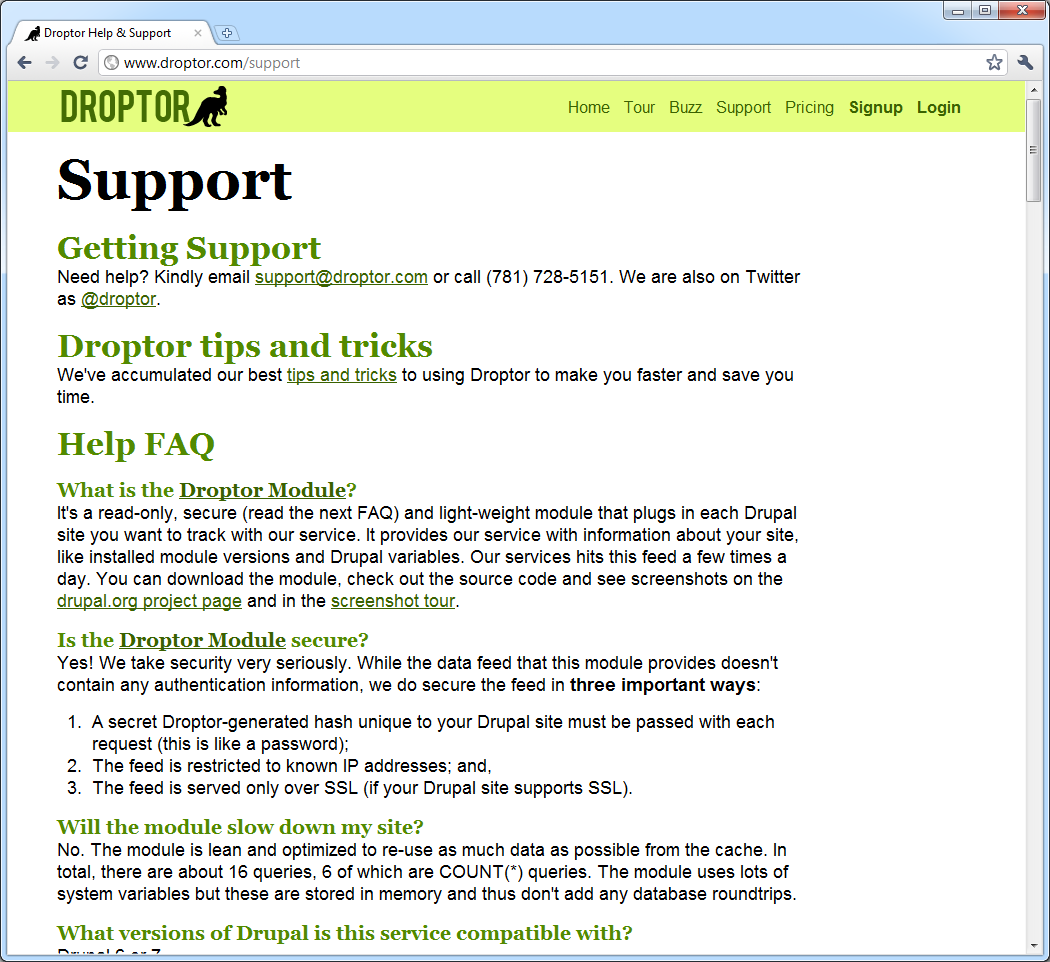 Droptor Help & Support
www.droptor.com/support
DROPTOR
Home Tour Buzz Support Pricing Signup Login
Support
Getting Support
Need help? Kindly email support@droptor.com or call (781) 728-5151. We are also on Twitter
as @droptor.
Droptor tips and tricks
We've accumulated our best tips and tricks to using Droptor to make you faster and save you
time.
Help FAQ
What is the Droptor Module?
It's a read-only, secure (read the next FAQ) and light-weight module that plugs in each Drupal
site you want to track with our service. It provides our service with information about your site,
like installed module versions and Drupal variables. Our services hits this feed a few times a
day. You can download the module, check out the source code and see screenshots on the
drupal.org project page and in the screenshot tour.
Is the Droptor Module secure?
Yes! We take security very seriously. While the data feed that this module provides doesn't
contain any authentication information, we do secure the feed in three important ways:
1. A secret Droptor-generated hash unique to your Drupal site must be passed with each
request (this is like a password);
2. The feed is restricted to known IP addresses; and,
3. The feed is served only over SSL (if your Drupal site supports SSL).
Will the module slow down my site?
No. The module is lean and optimized to re-use as much data as possible from the cache. In
total, there are about 16 queries, 6 of which are COUNT(*) queries. The module uses lots of
system variables but these are stored in memory and thus don't add any database roundtrips.
What versions of Drupal is this service compatible with?
Drupal 6 or 7